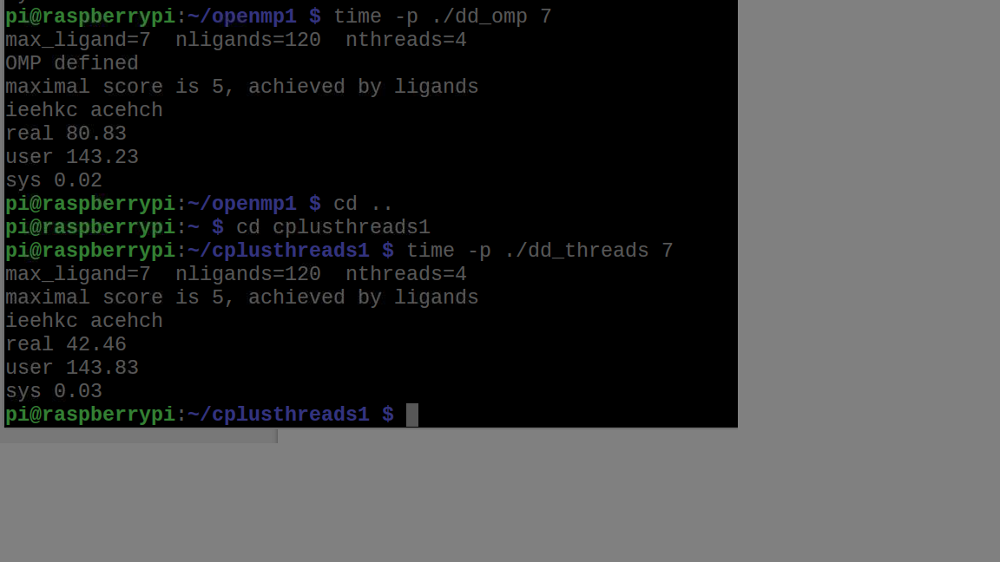 pi@raspberrypi:~/openmp1 $ time -p ./dd_omp 7
max_ligand=7  nligands=120  nthreads=4
OMP defined
maximal score is 5, achieved by ligands
ieehkc acehch
real 80.83
user 143.23
sys 0.02
pi@raspberrypi:~/openmp1 $ cd ..
pi@raspberrypi:~ $ cd cplusthreads1
pi@raspberrypi:~/cplusthreads1 $ time -p ./dd_threads 7
max_ligand=7  nligands=120  nthreads=4
maximal score is 5, achieved by ligands
ieehkc acehch
real 42.46
user 143.83
sys 0.03
pi@raspberrypi:~/cplusthreads1 $